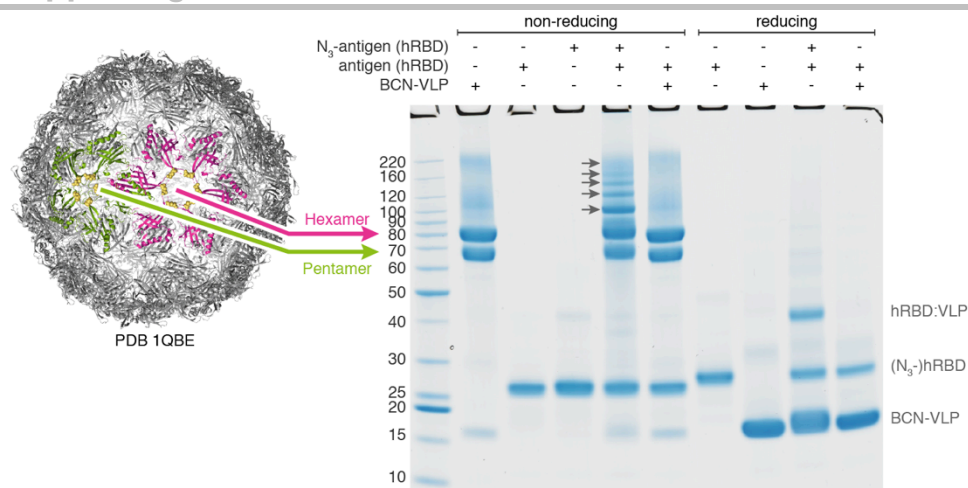 non-reducing reducing
N₃-antigen (hRBD) - - + + - - - + -
antigen (hRBD) - + - + + + - + +
BCN-VLP + - - - + - + - +
220
160
120
100
90
80
70
60
50
40
30
25
20
15
10
Hexamer
Pentamer
PDB 1QBE
hRBD:VLP
(N₃-)hRBD
BCN-VLP